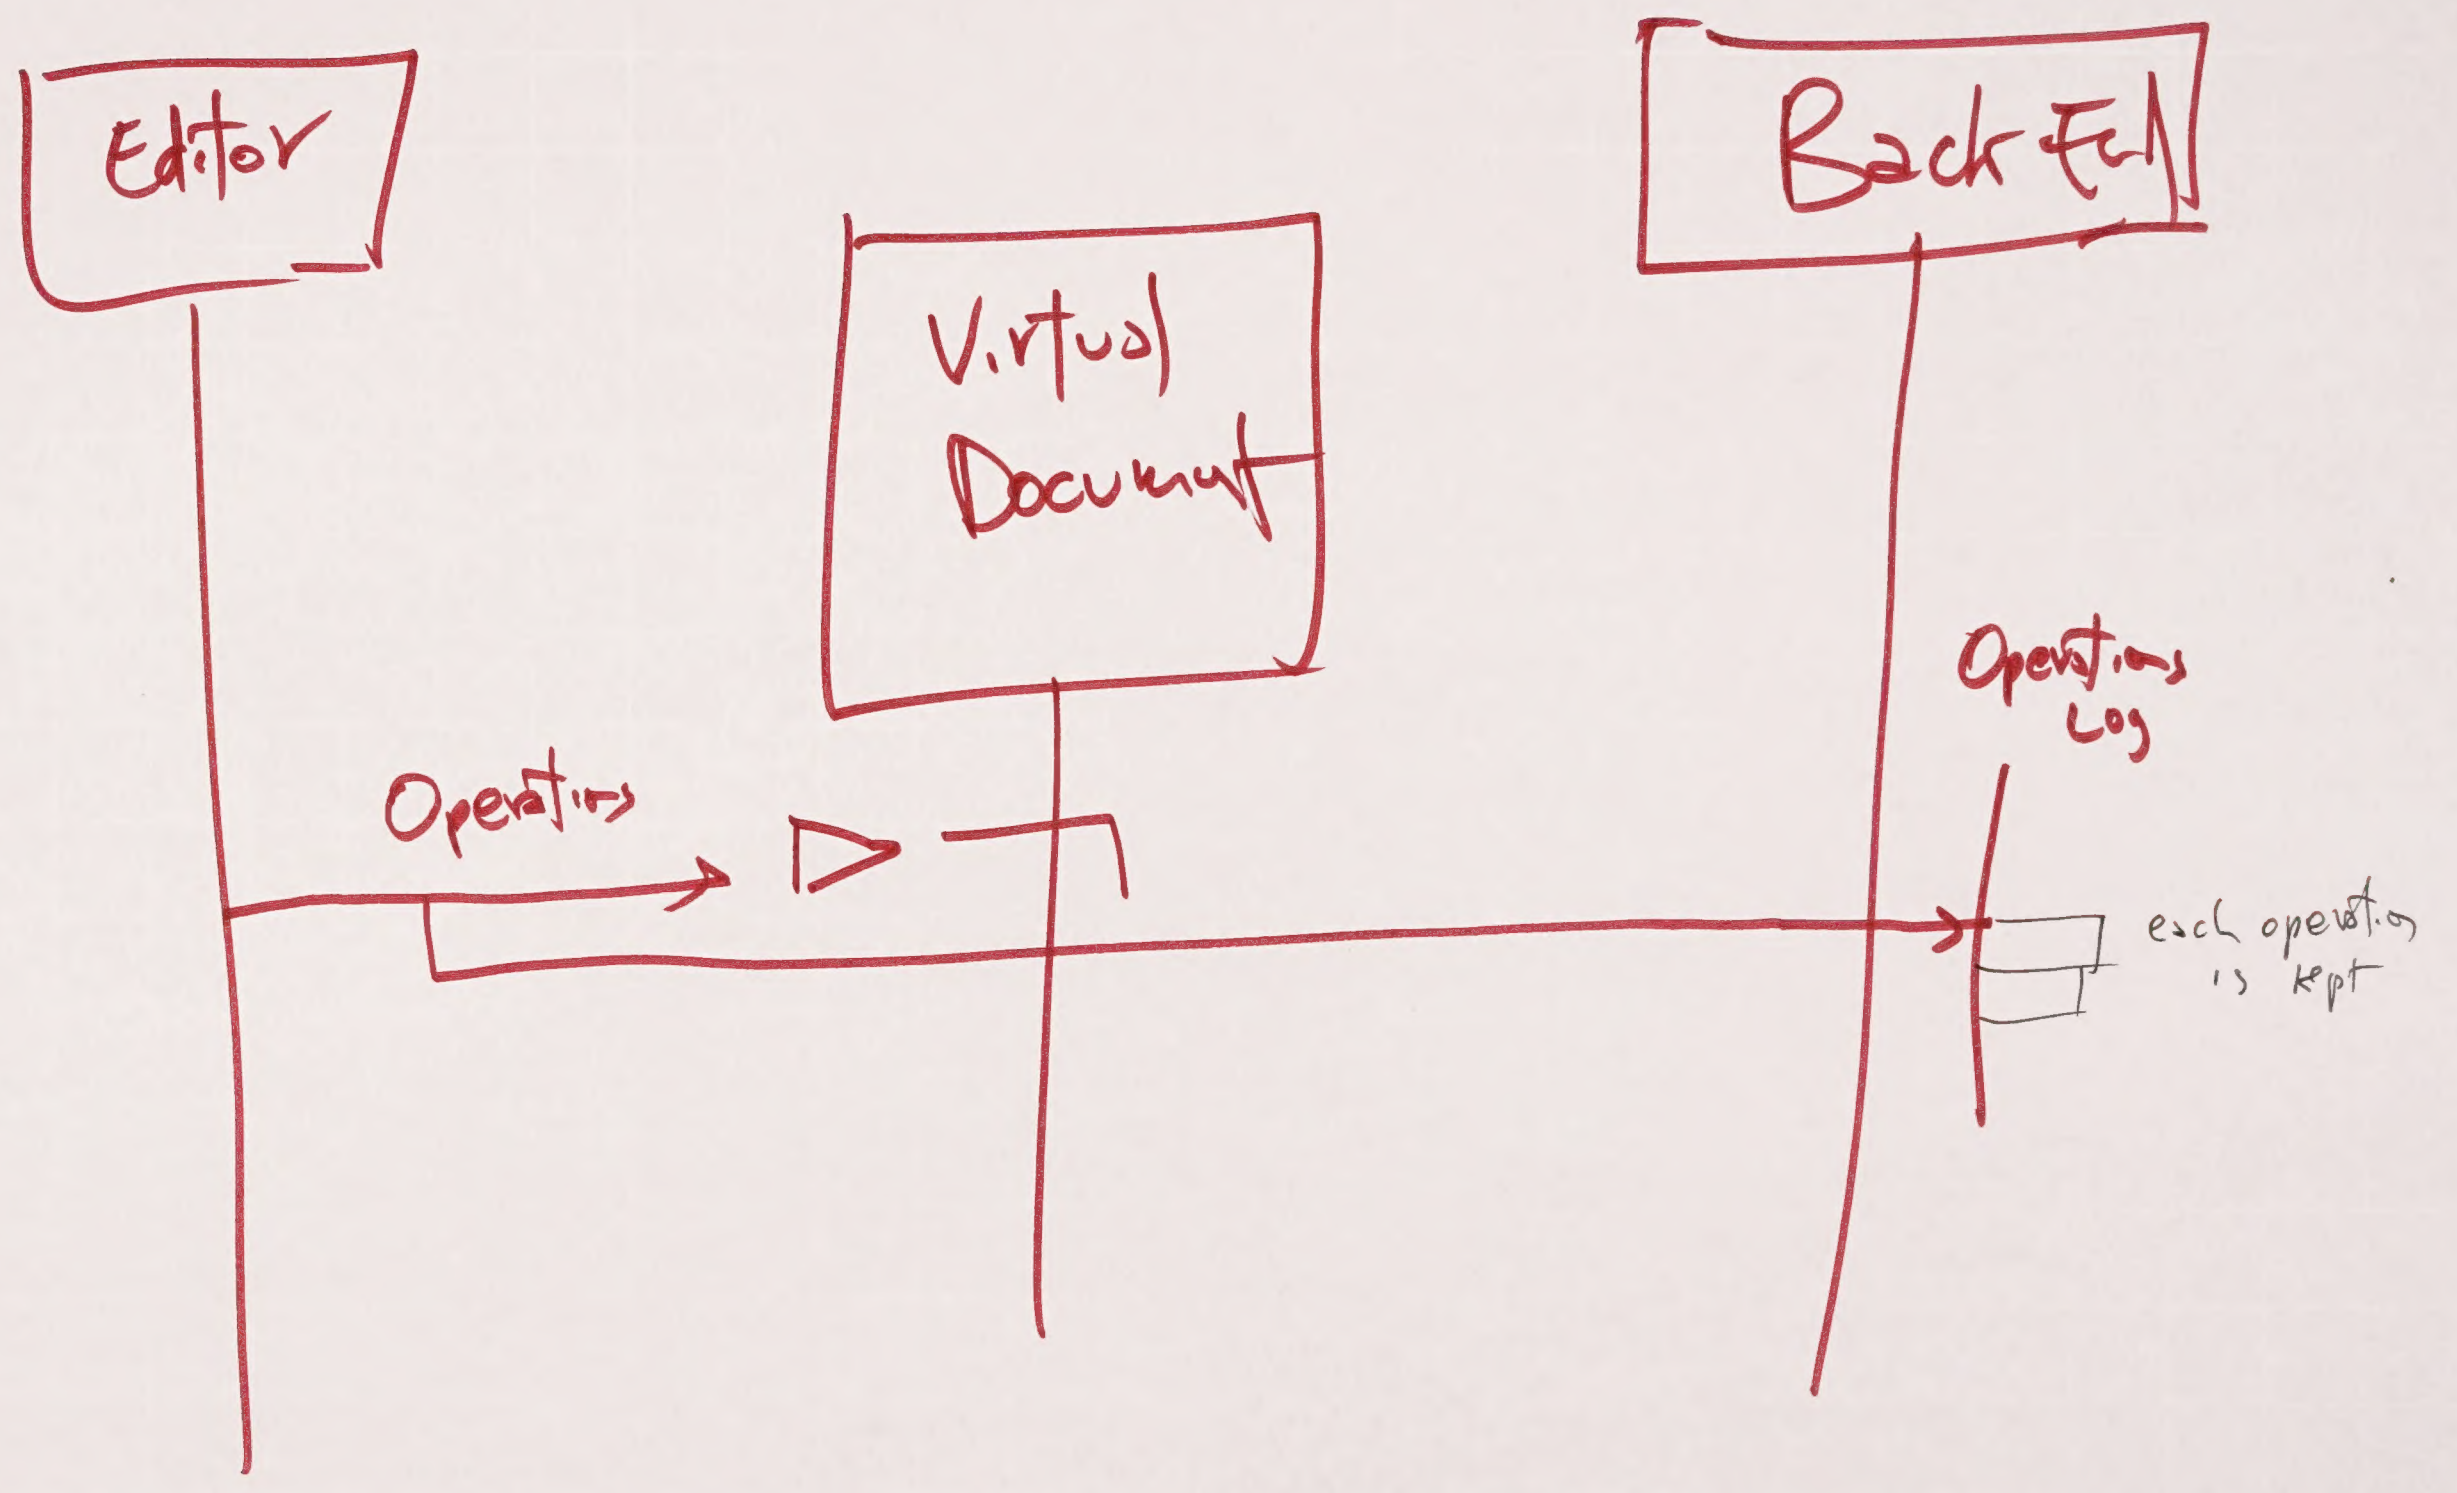 Editor
Back End
Virtual
Document
Operations
Log
Operations
each operation
is kept